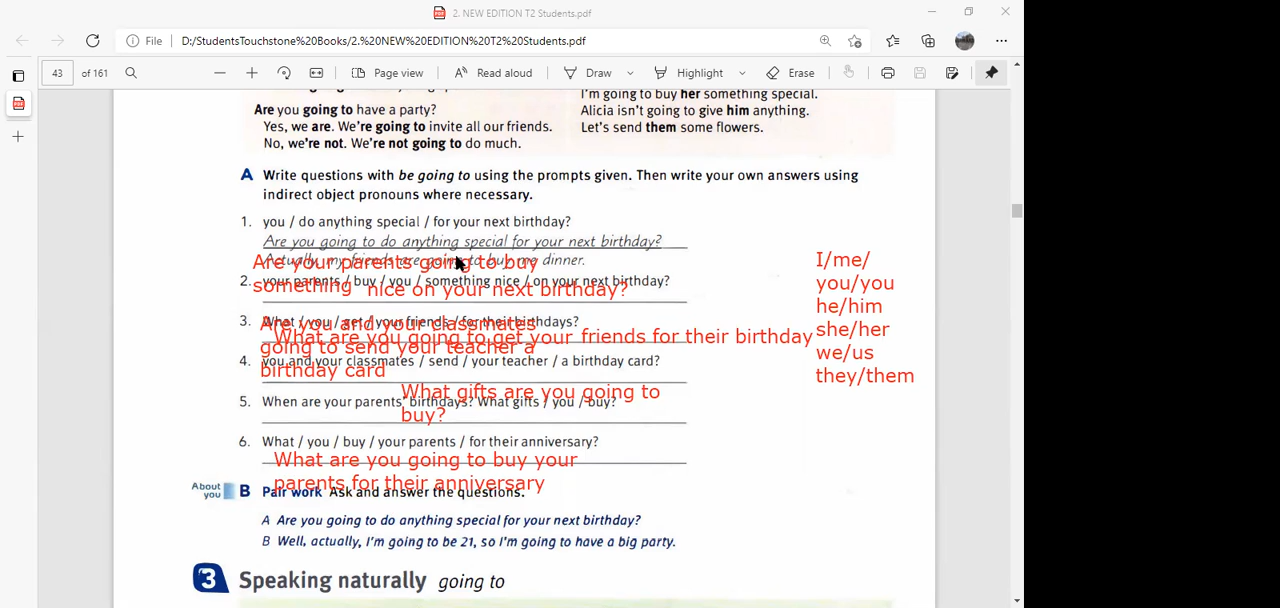 2. NEW EDITION T2 Students.pdf
File D:/StudentsTouchstone%20Books/2.%20NEW%20EDITION%20T2%20Students.pdf
43 of 161 Page view Read aloud Draw Highlight Erase
I'm going to buy her something special.
Are you going to have a party?
Alicia isn't going to give him anything.
Yes, we are. We're going to invite all our friends.
Let's send them some flowers.
No, we're not. We're not going to do much.
A Write questions with be going to using the prompts given. Then write your own answers using
indirect object pronouns where necessary.
1. you / do anything special / for your next birthday?
Are you going to do anything special for your next birthday?
Actually, my friends are going to buy me dinner.
Are your parents going to buy
something nice on your next birthday?
2. your parents / buy / you / something nice / on your next birthday?
3. What / you / get / your friends / for their birthdays?
What are you going to get your friends for their birthday
Are you and your classmates
going to send your teacher a
birthday card
4. you and your classmates / send / your teacher / a birthday card?
What gifts are you going to
buy?
5. When are your parents' birthdays? What gifts / you / buy?
6. What / you / buy / your parents / for their anniversary?
What are you going to buy your
parents for their anniversary
I/me/
you/you
he/him
she/her
we/us
they/them
About
you
B Pair work Ask and answer the questions.
A Are you going to do anything special for your next birthday?
B Well, actually, I'm going to be 21, so I'm going to have a big party.
3 Speaking naturally going to